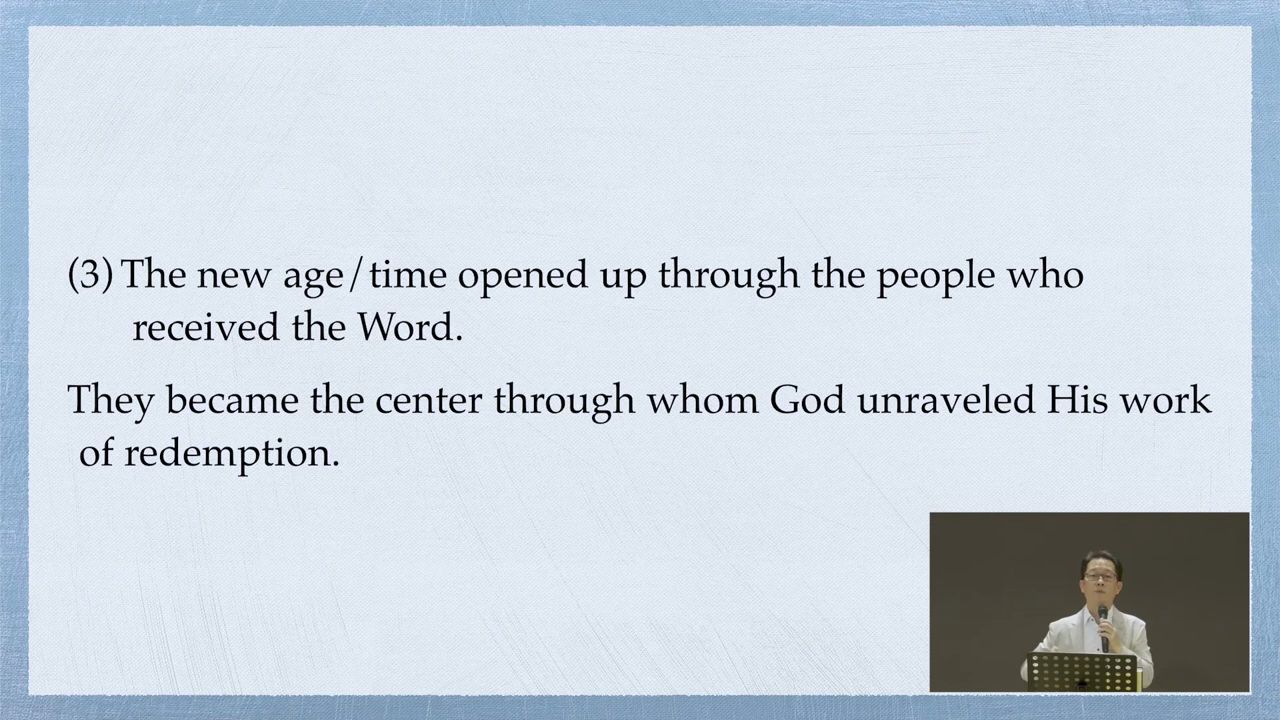 (3) The new age/time opened up through the people who
received the Word.
They became the center through whom God unraveled His work
of redemption.